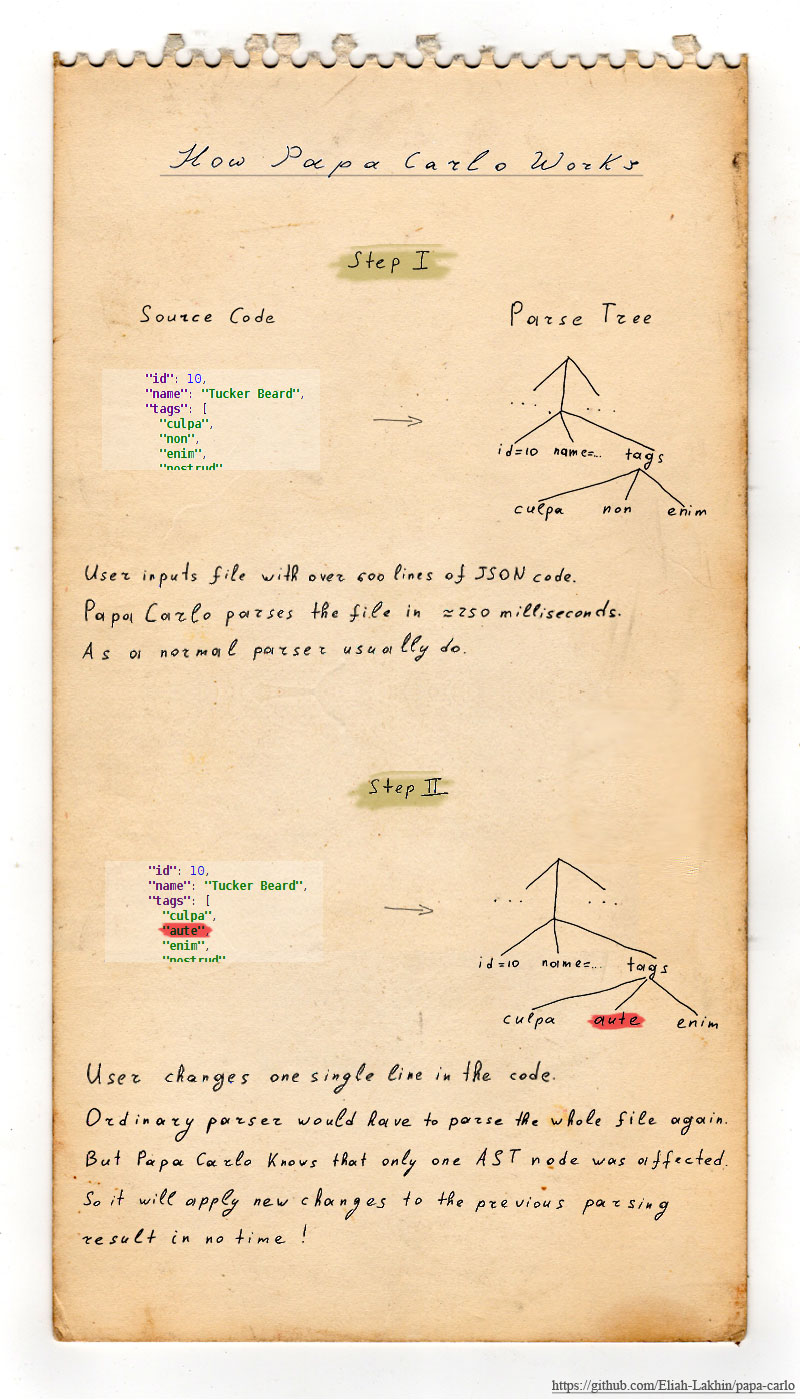 How Papa Carlo Works
Step I
Source Code
Parse Tree
"id": 10,
"name": "Tucker Beard",
"tags": [
"culpa",
"non",
"enim",
"nostrud"
. . . . . . . .
id=10 name=... tags
culpa non enim
User inputs file with over 600 lines of JSON code.
Papa Carlo parses the file in ≈250 milliseconds.
As a normal parser usually do.
Step II
"id": 10,
"name": "Tucker Beard",
"tags": [
"culpa",
"aute",
"enim",
"nostrud"
. . . . . .
id=10 name=... tags
culpa aute enim
User changes one single line in the code.
Ordinary parser would have to parse the whole file again.
But Papa Carlo knows that only one AST node was affected.
So it will apply new changes to the previous parsing
result in no time !
https://github.com/Eliah-Lakhin/papa-carlo